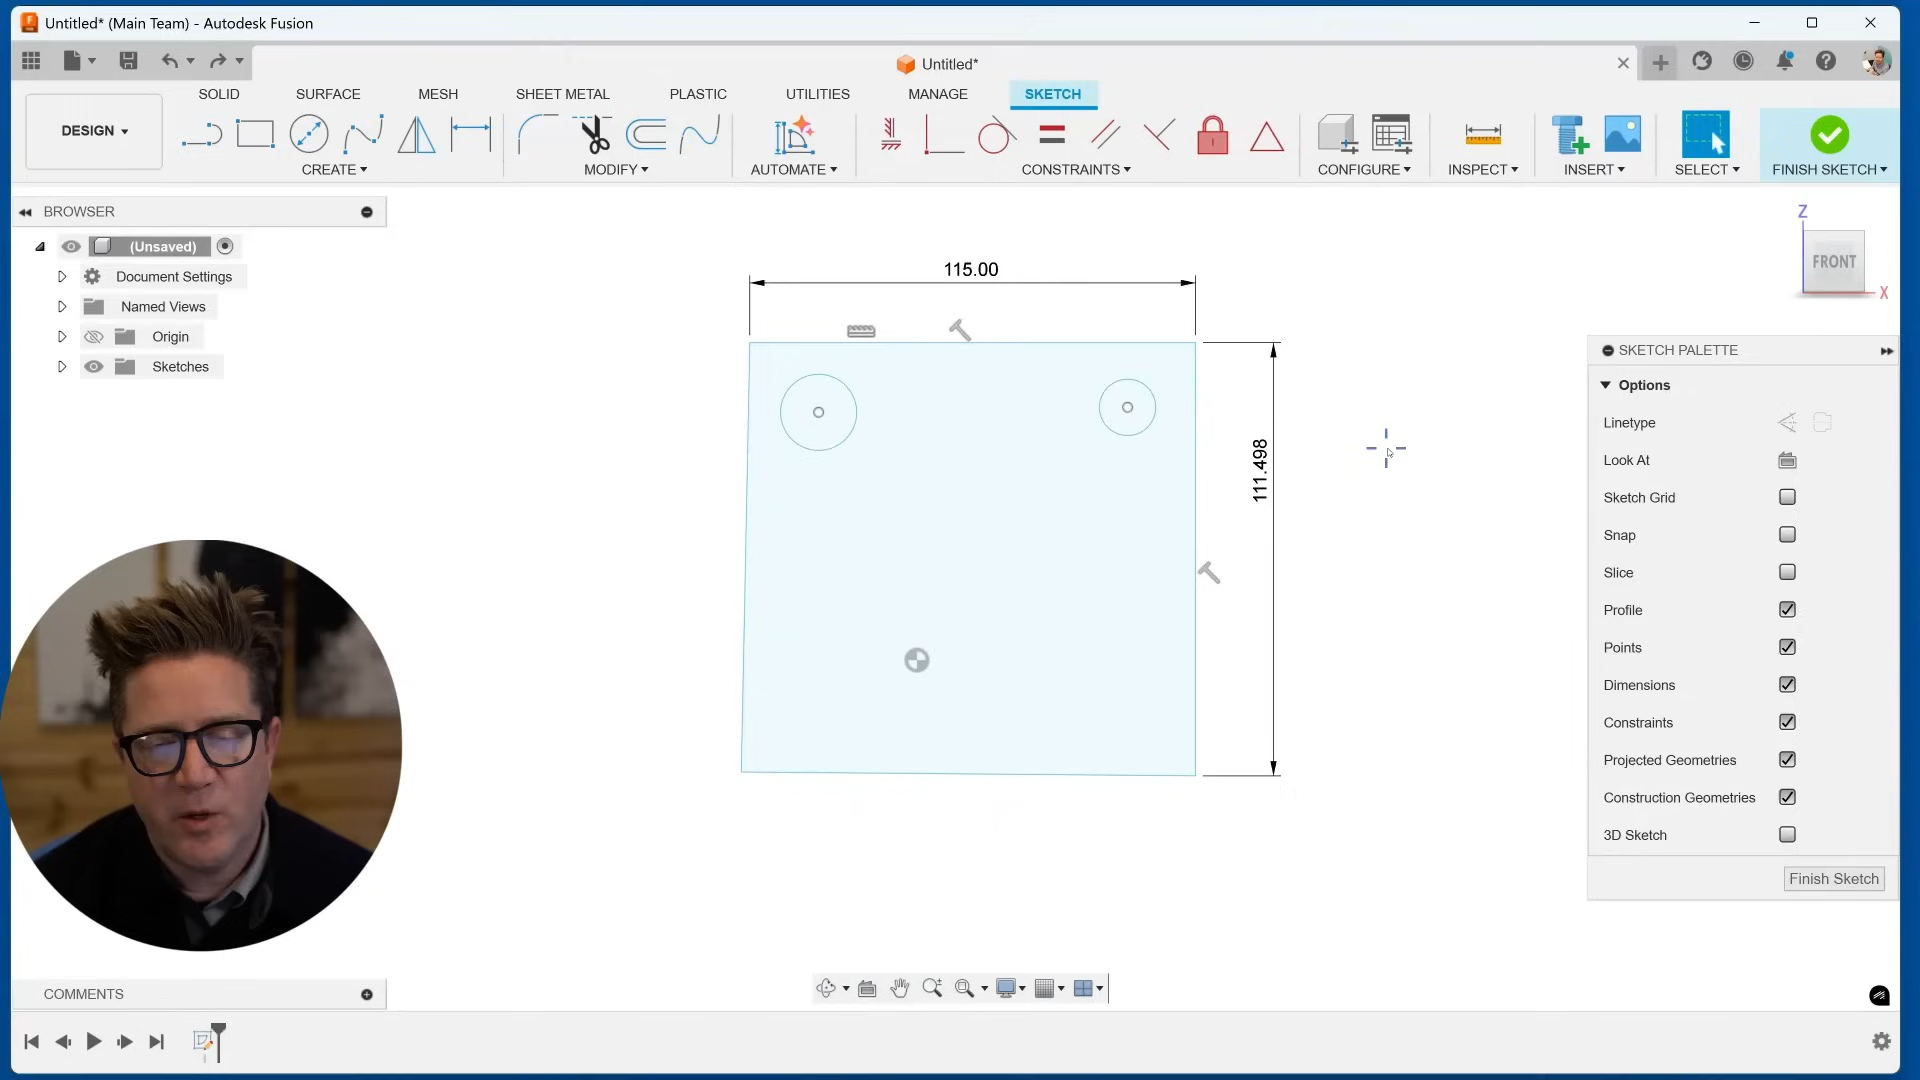 Untitled* (Main Team) - Autodesk Fusion
Untitled*
DESIGN
SOLID
SURFACE
MESH
SHEET METAL
PLASTIC
UTILITIES
MANAGE
SKETCH
CREATE
MODIFY
AUTOMATE
CONSTRAINTS
CONFIGURE
INSPECT
INSERT
SELECT
FINISH SKETCH
BROWSER
(Unsaved)
Document Settings
Named Views
Origin
Sketches
115.00
111.498
Z
FRONT
X
SKETCH PALETTE
Options
Linetype
Look At
Sketch Grid
Snap
Slice
Profile
Points
Dimensions
Constraints
Projected Geometries
Construction Geometries
3D Sketch
Finish Sketch
COMMENTS